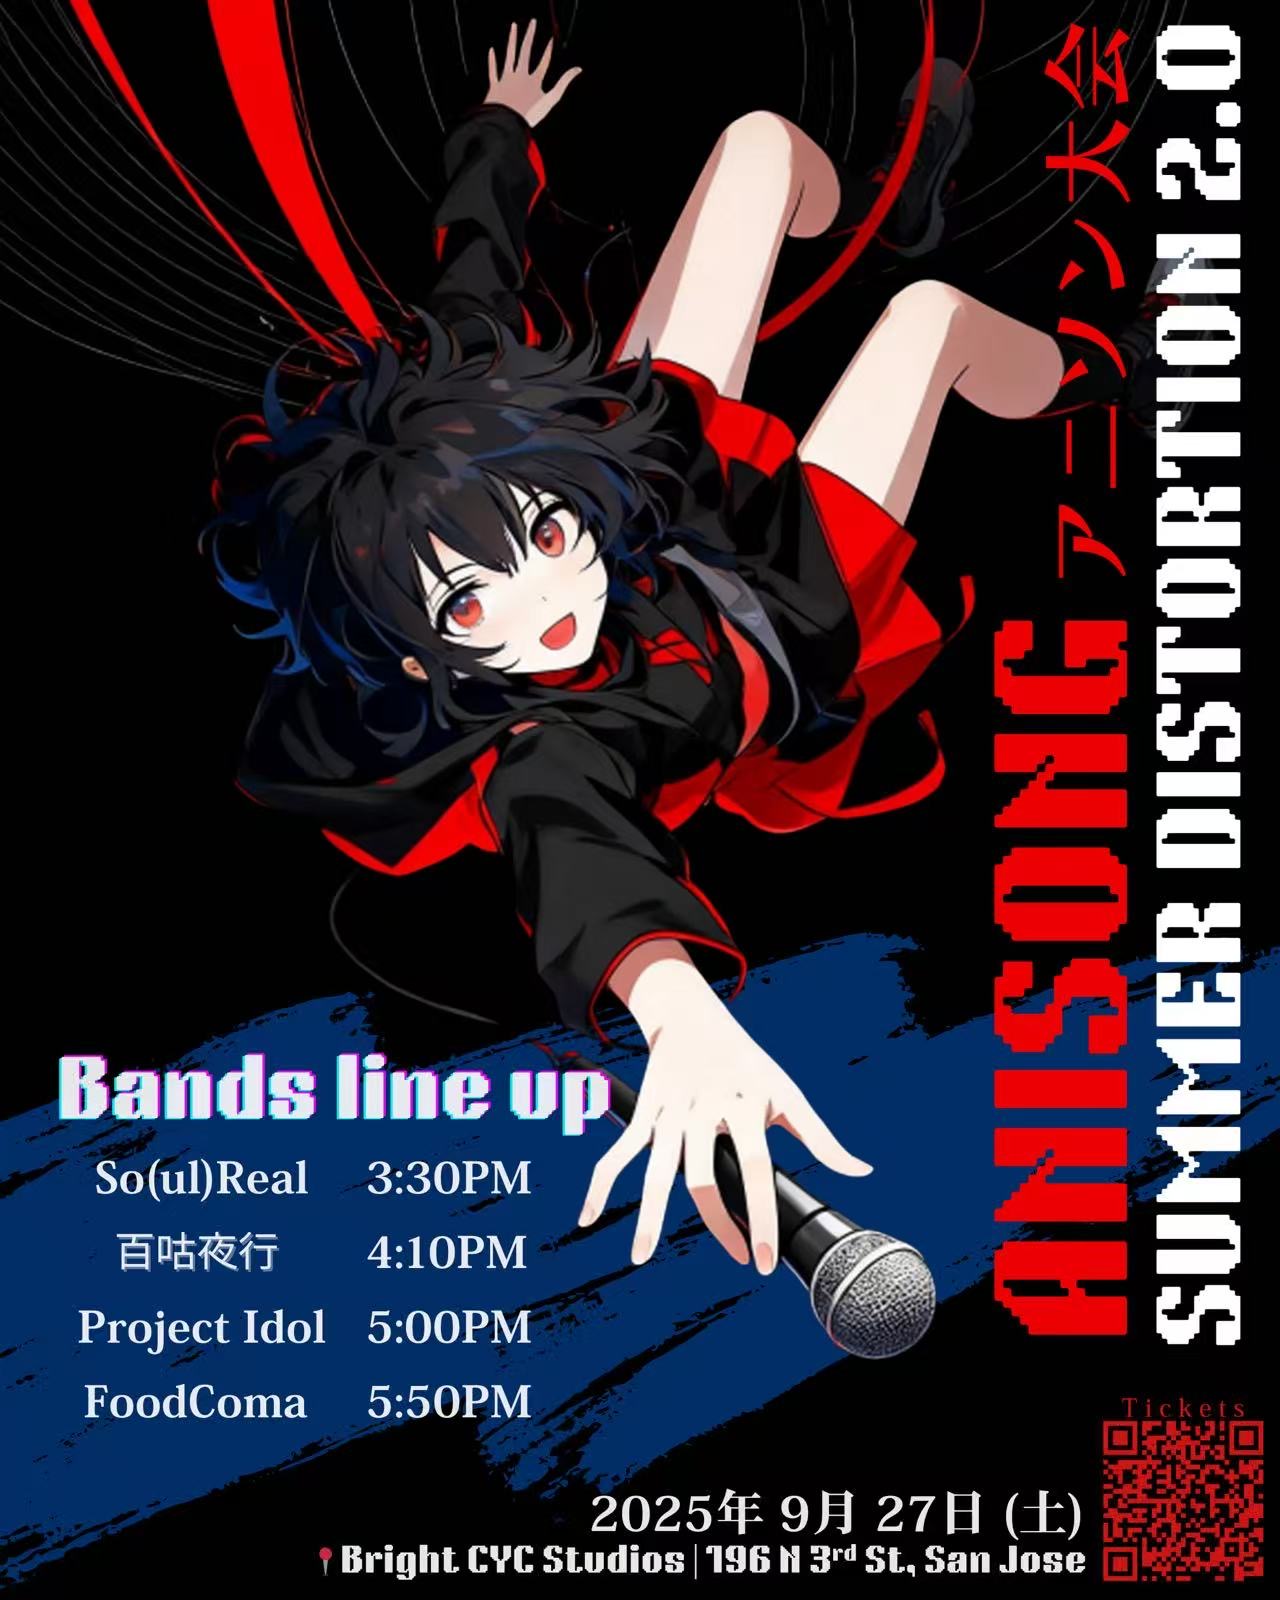 ANISONG アニソン大会
SUMMER DISTORTION 2.0
Bands line up
So(ul)Real 3:30PM
百咕夜行 4:10PM
Project Idol 5:00PM
FoodComa 5:50PM
Tickets
2025年 9月 27日 (土)
Bright CYC Studios | 196 N 3rd St, San Jose